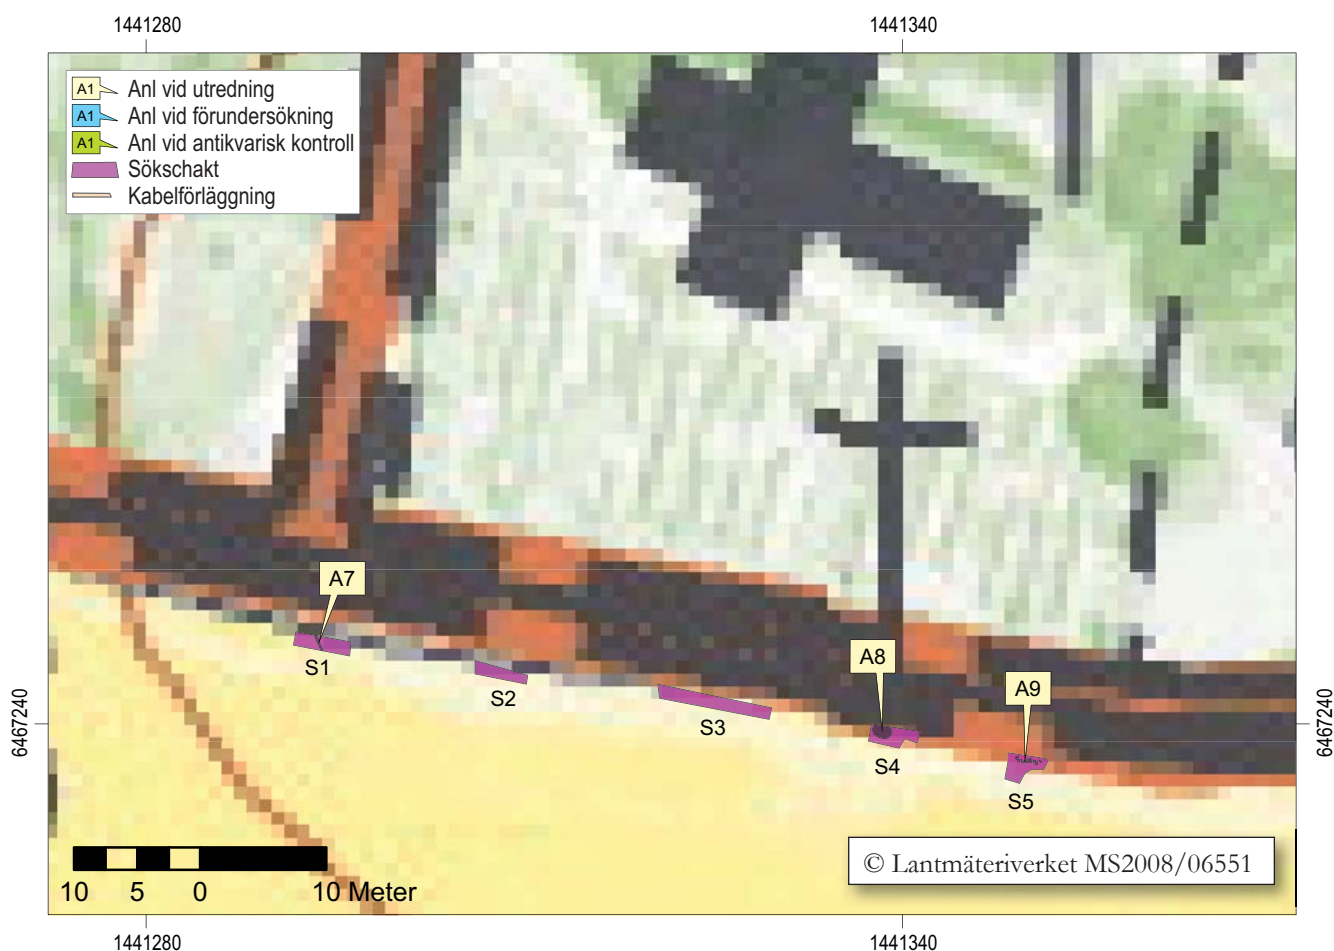 1441280 1441340
A1 Anl vid utredning
A1 Anl vid förundersökning
A1 Anl vid antikvarisk kontroll
Sökschakt
Kabelförläggning
A7
S1
S2
S3
A8
S4
A9
S5
6467240 6467240
10 5 0 10 Meter
© Lantmäteriverket MS2008/06551
1441280 1441340